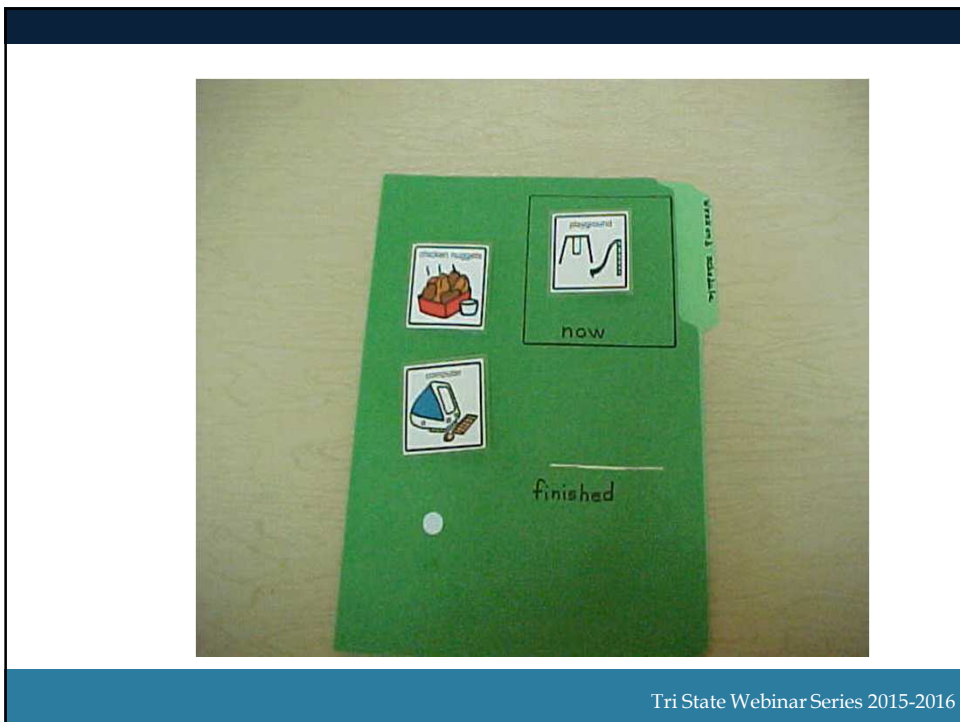 playground
chicken nuggets
now
computer
finished
Tri State Webinar Series 2015-2016